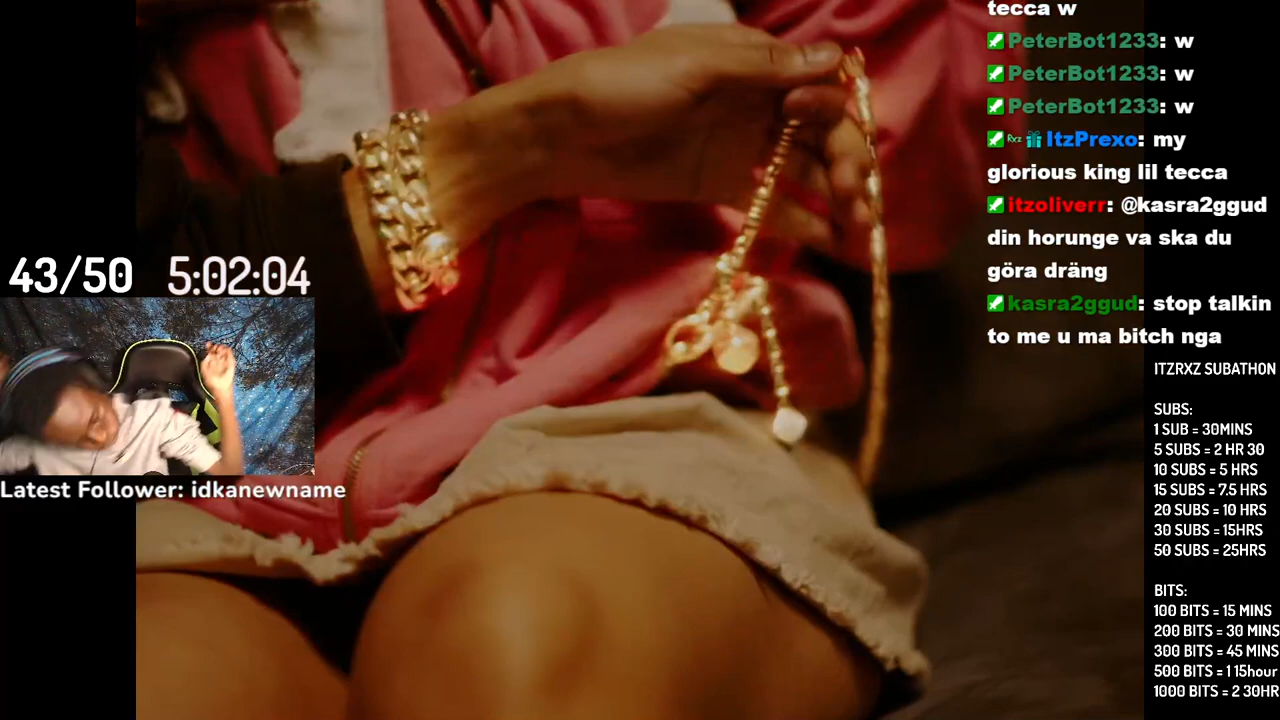 tecca w
PeterBot1233: w
PeterBot1233: w
PeterBot1233: w
ItzPrexo: my
glorious king lil tecca
itzoliverr: @kasra2ggud
din horunge va ska du
göra dräng
kasra2ggud: stop talkin
to me u ma bitch nga
43/50 5:02:04
Latest Follower: idkanewname
ITZRXZ SUBATHON
SUBS:
1 SUB = 30MINS
5 SUBS = 2 HR 30
10 SUBS = 5 HRS
15 SUBS = 7.5 HRS
20 SUBS = 10 HRS
30 SUBS = 15HRS
50 SUBS = 25HRS
BITS:
100 BITS = 15 MINS
200 BITS = 30 MINS
300 BITS = 45 MINS
500 BITS = 1 15hour
1000 BITS = 2 30HR